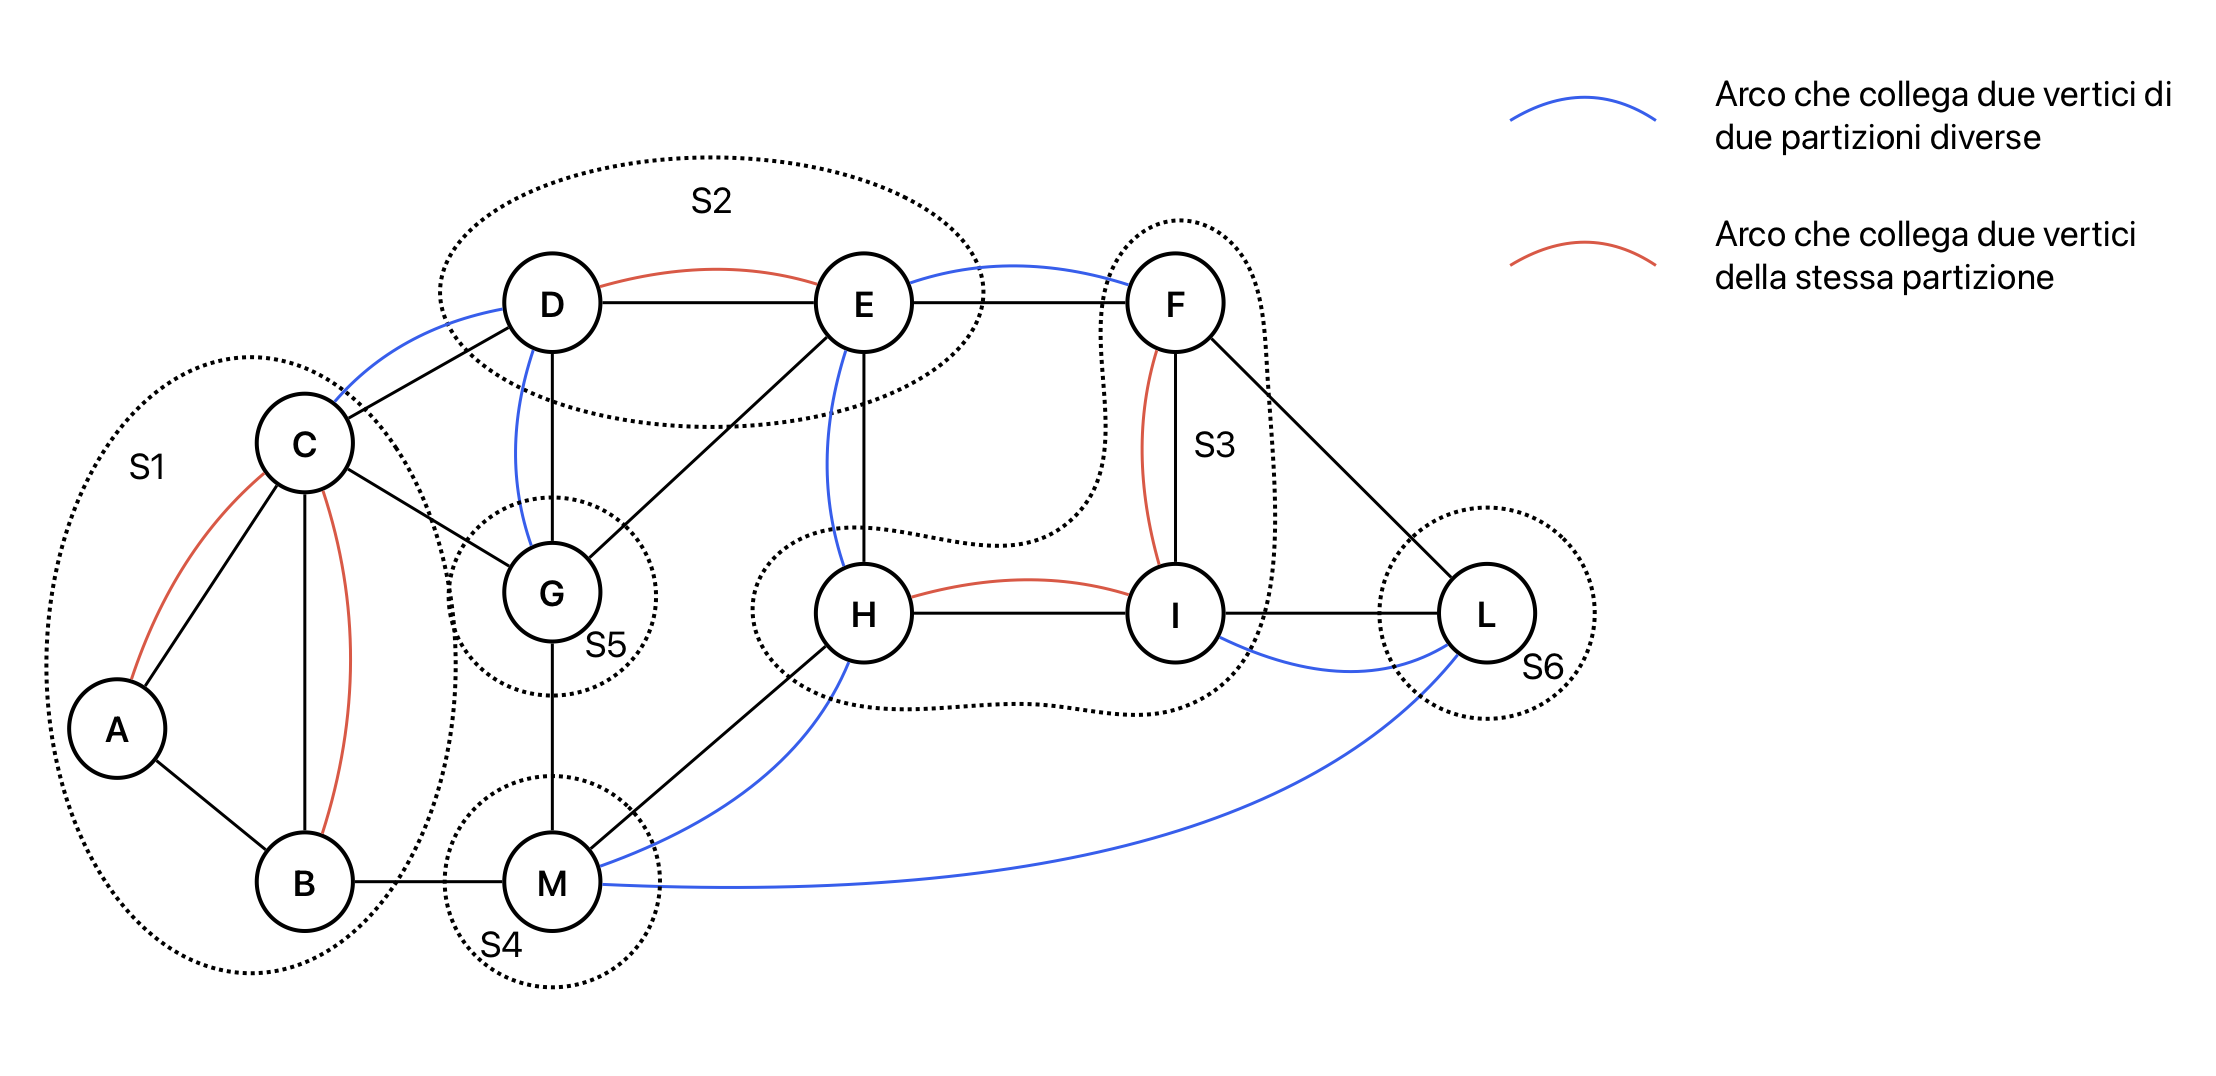 Arco che collega due vertici di
due partizioni diverse
Arco che collega due vertici
della stessa partizione
S2
D
E
F
C
S1
S3
G
S5
H
I
L
S6
A
B
M
S4